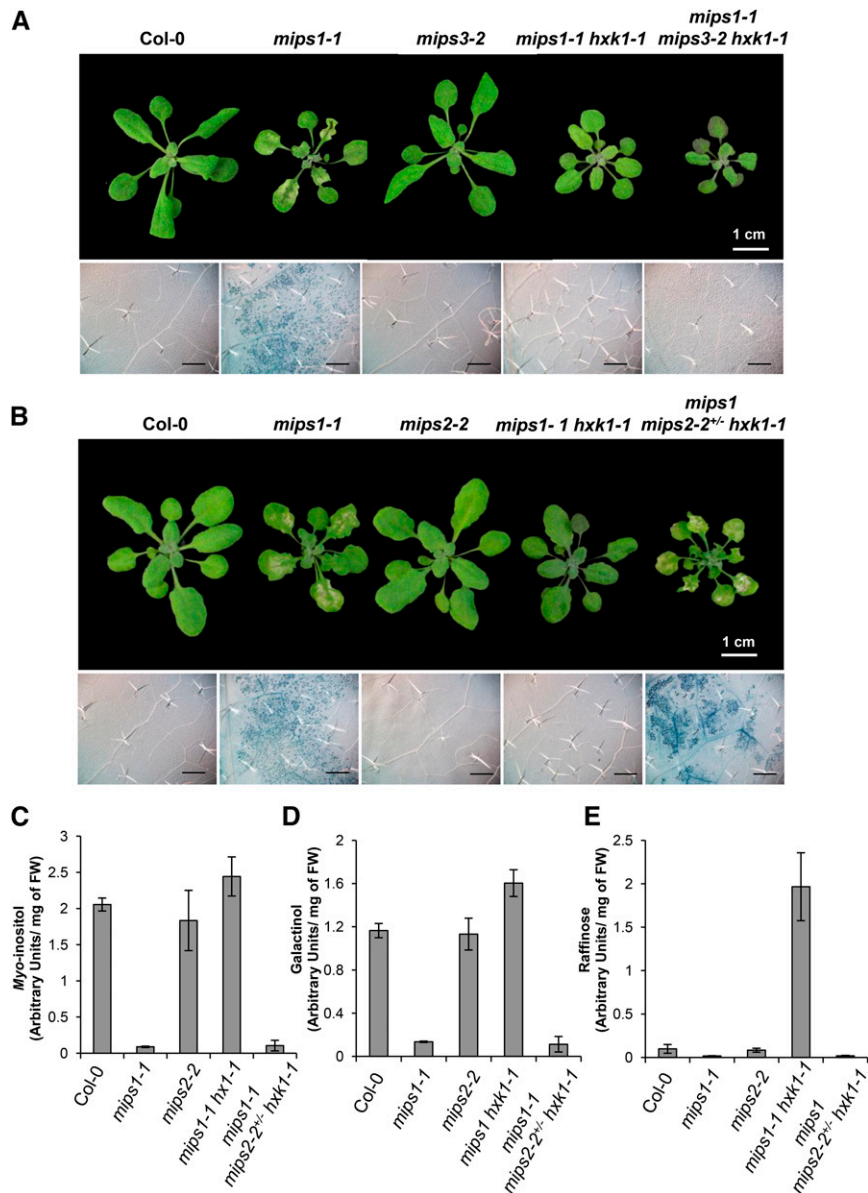 A
Col-0
mips1-1
mips3-2
mips1-1 hxk1-1
mips1-1
mips3-2 hxk1-1
1 cm
B
Col-0
mips1-1
mips2-2
mips1- 1 hxk1-1
mips1
mips2-2+/- hxk1-1
1 cm
C
Myo-inositol
(Arbitrary Units/ mg of FW)
3
2.5
2
1.5
1
0.5
0
Col-0
mips1-1
mips2-2
mips1-1 hx1-1
mips1-1
mips2-2+/- hxk1-1
D
Galactinol
(Arbitrary Units/ mg of FW)
2
1.6
1.2
0.8
0.4
0
Col-0
mips1-1
mips2-2
mips1 hxk1-1
mips1-1
mips2-2+/- hxk1-1
E
Raffinose
(Arbitrary Units/ mg of FW)
2.5
2
1.5
1
0.5
0
Col-0
mips1-1
mips2-2
mips1-1 hxk1-1
mips1
mips2-2+/- hxk1-1